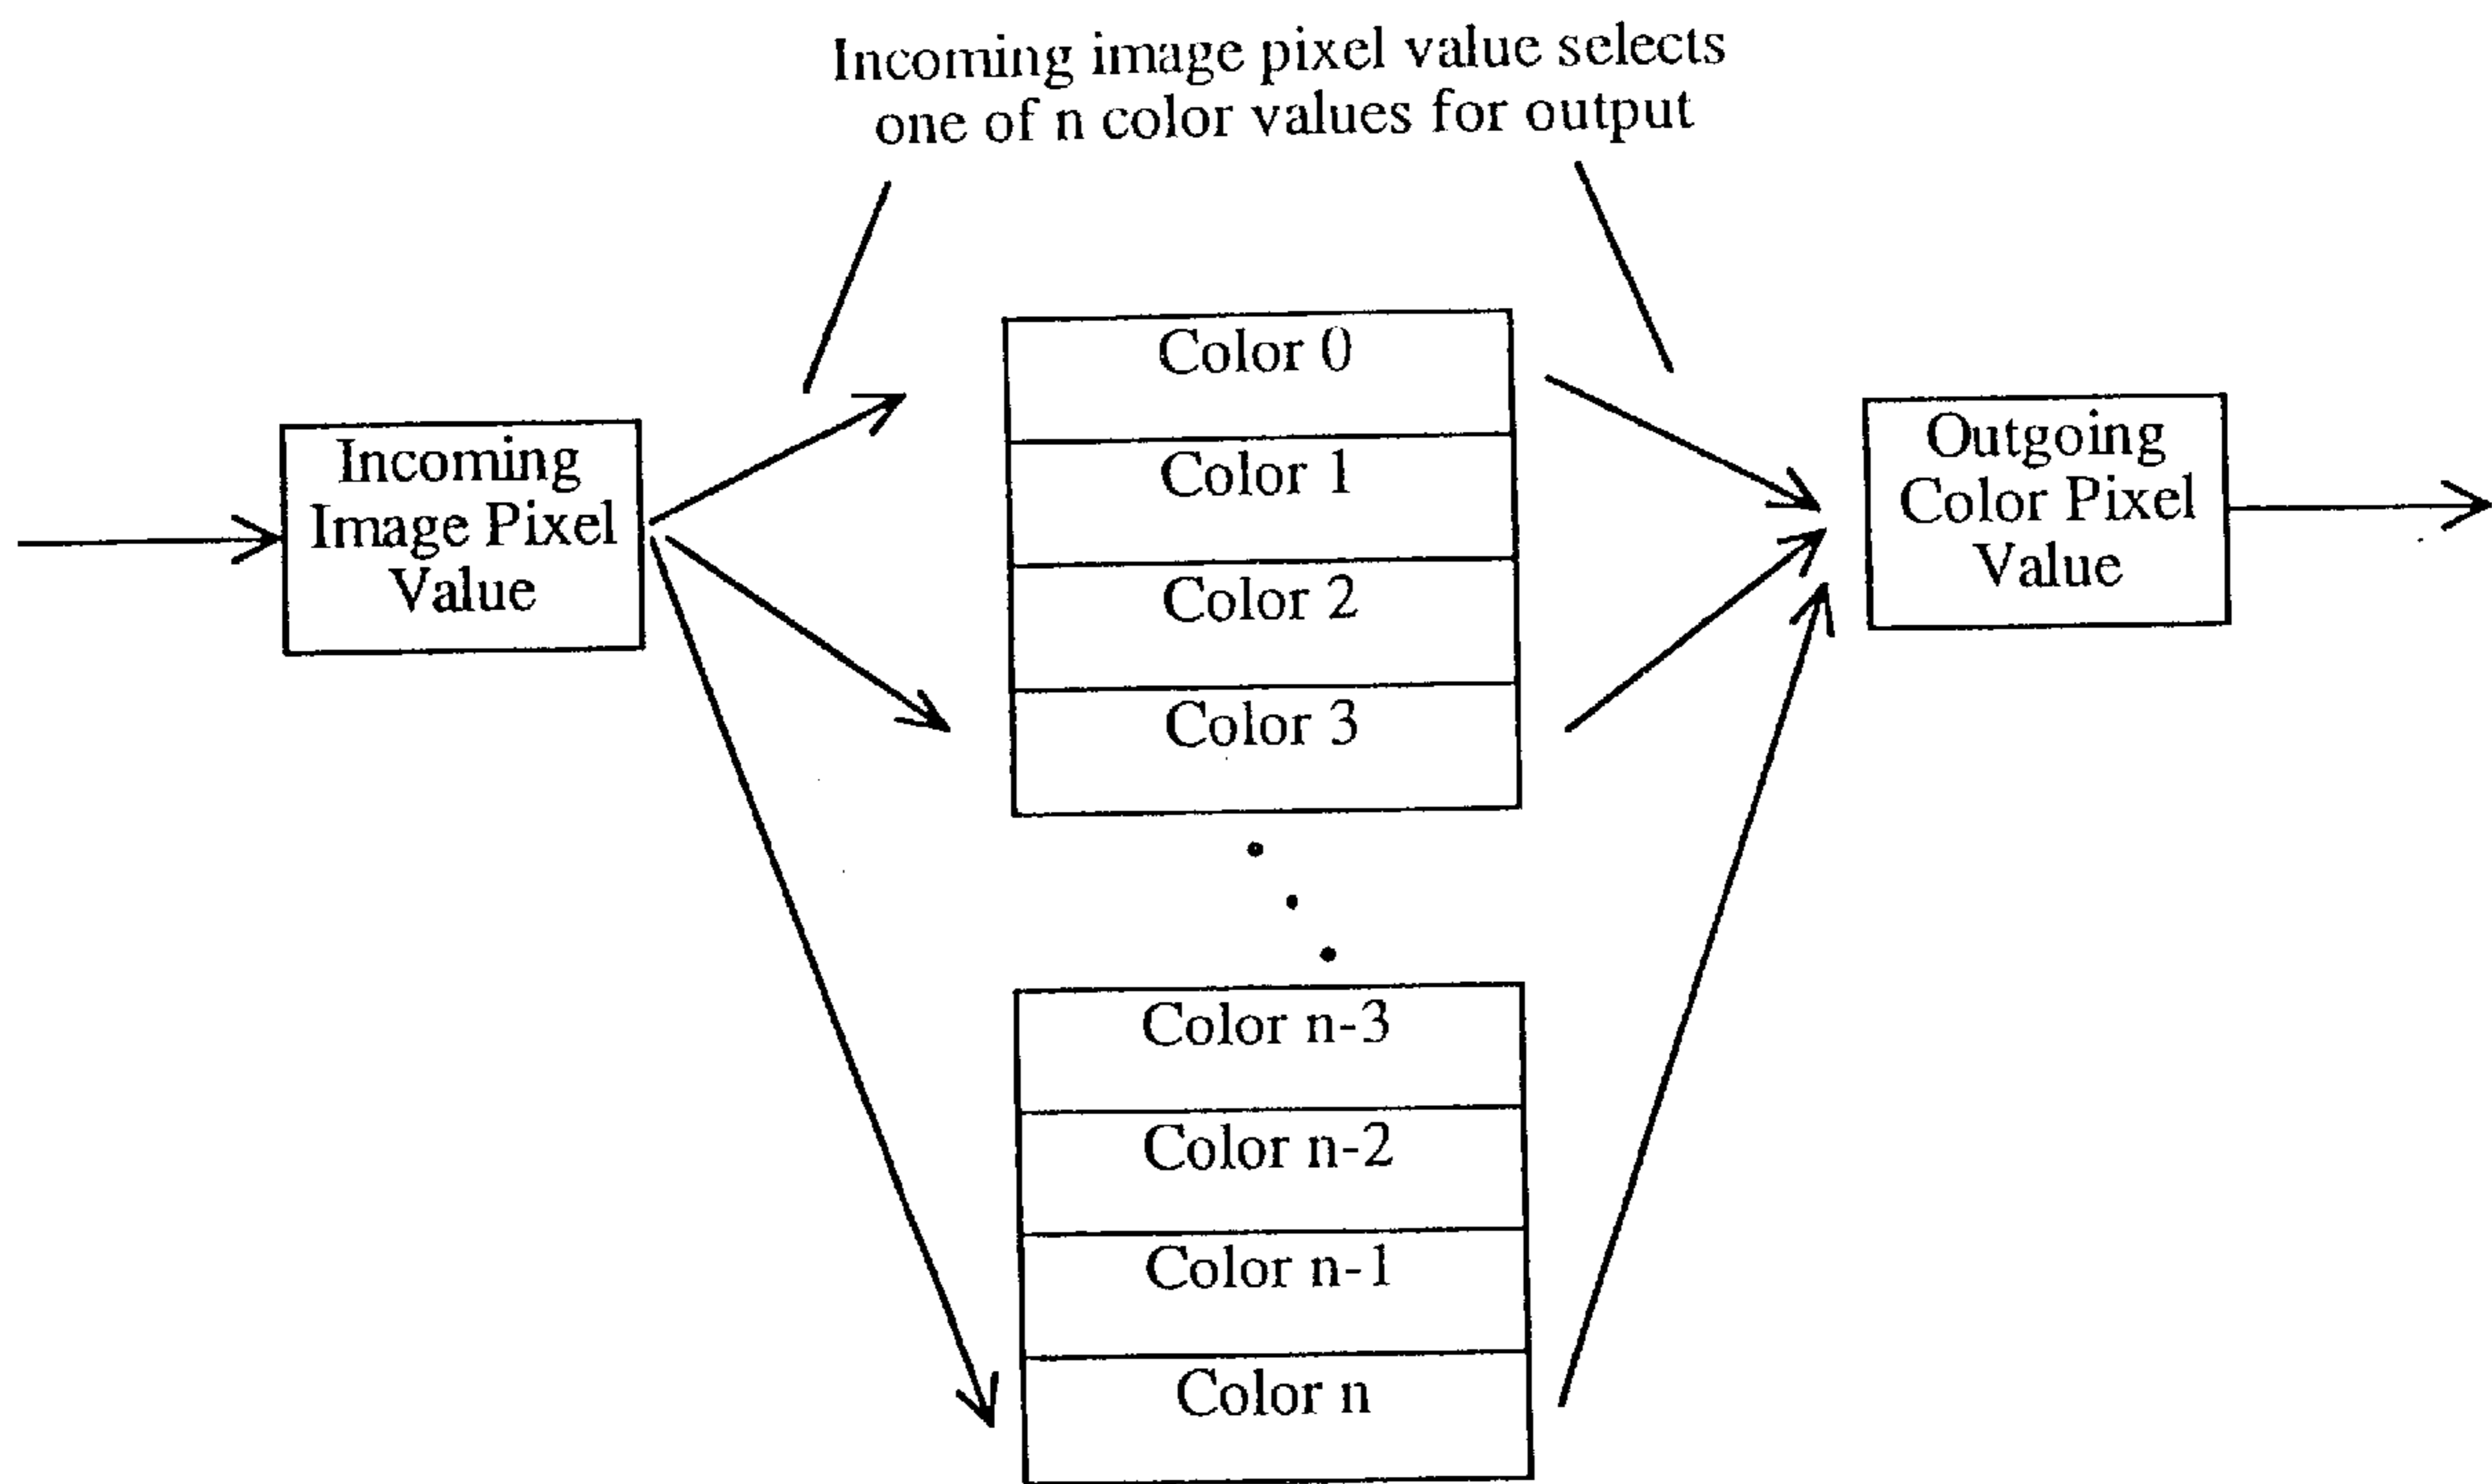 Incoming image pixel value selects
one of n color values for output
Incoming
Image Pixel
Value
Color 0
Color 1
Color 2
Color 3
Color n-3
Color n-2
Color n-1
Color n
Outgoing
Color Pixel
Value